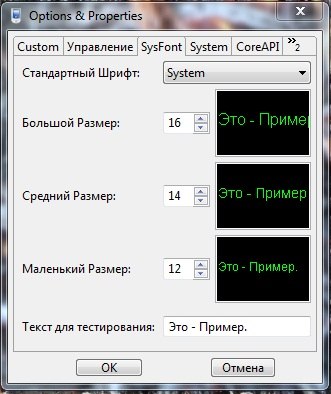 Options & Properties
Custom Управление SysFont System CoreAPI » 2
Стандартный Шрифт: System
Большой Размер: 16 Это - Пример
Средний Размер: 14 Это - Пример
Маленький Размер: 12 Это - Пример.
Текст для тестирования: Это - Пример.
OK Отмена